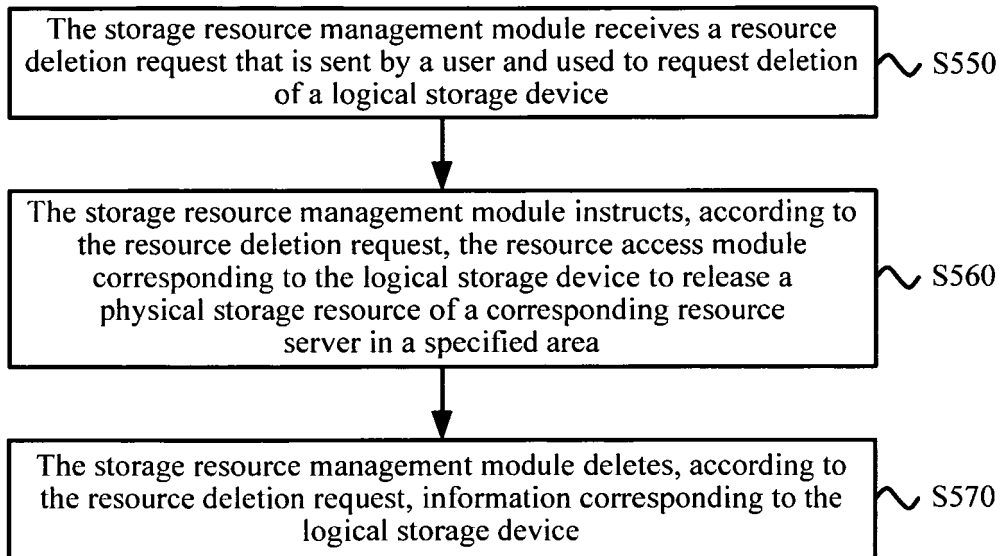 The storage resource management module receives a resource
deletion request that is sent by a user and used to request deletion
of a logical storage device
S550
The storage resource management module instructs, according to
the resource deletion request, the resource access module
corresponding to the logical storage device to release a
physical storage resource of a corresponding resource
server in a specified area
S560
The storage resource management module deletes, according to
the resource deletion request, information corresponding to the
logical storage device
S570